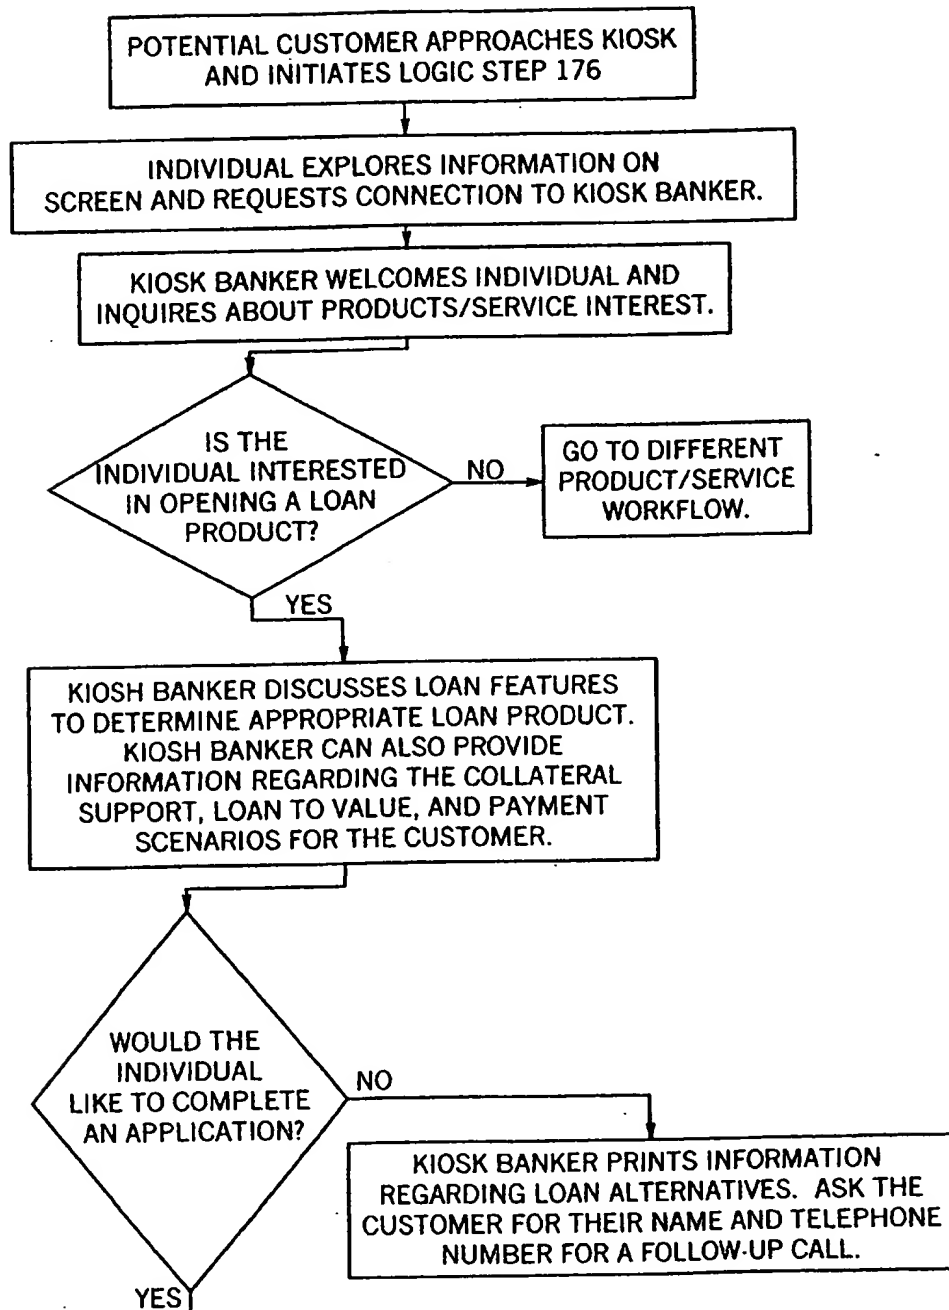 POTENTIAL CUSTOMER APPROACHES KIOSK
AND INITIATES LOGIC STEP 176
INDIVIDUAL EXPLORES INFORMATION ON
SCREEN AND REQUESTS CONNECTION TO KIOSK BANKER.
KIOSK BANKER WELCOMES INDIVIDUAL AND
INQUIRES ABOUT PRODUCTS/SERVICE INTEREST.
IS THE
INDIVIDUAL INTERESTED
IN OPENING A LOAN
PRODUCT?
NO
GO TO DIFFERENT
PRODUCT/SERVICE
WORKFLOW.
YES
KIOSH BANKER DISCUSSES LOAN FEATURES
TO DETERMINE APPROPRIATE LOAN PRODUCT.
KIOSH BANKER CAN ALSO PROVIDE
INFORMATION REGARDING THE COLLATERAL
SUPPORT, LOAN TO VALUE, AND PAYMENT
SCENARIOS FOR THE CUSTOMER.
WOULD THE
INDIVIDUAL
LIKE TO COMPLETE
AN APPLICATION?
NO
KIOSK BANKER PRINTS INFORMATION
REGARDING LOAN ALTERNATIVES. ASK THE
CUSTOMER FOR THEIR NAME AND TELEPHONE
NUMBER FOR A FOLLOW-UP CALL.
YES